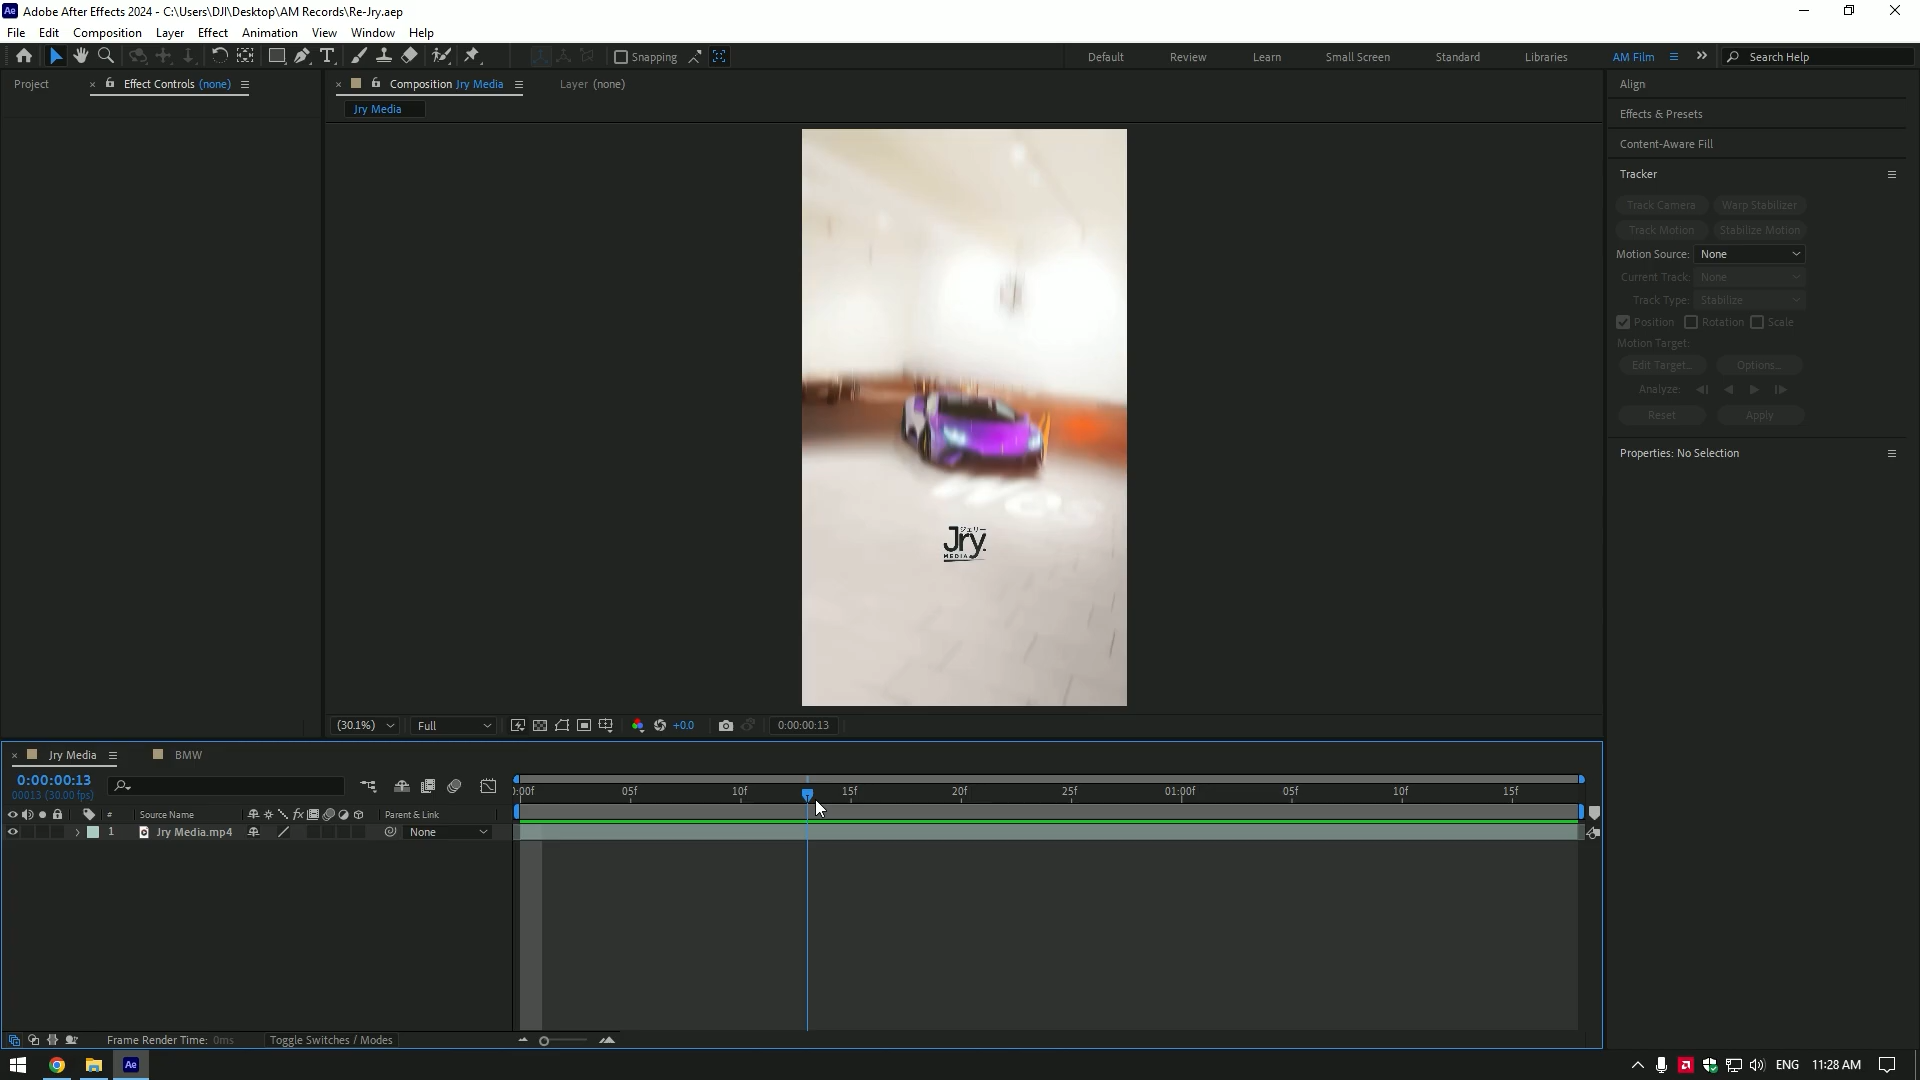 Adobe After Effects 2024 - C:\Users\DJI\Desktop\AM Records\Re-Jry.aep
File Edit Composition Layer Effect Animation View Window Help
Snapping
Default Review Learn Small Screen Standard Libraries AM Film Search Help
Project Effect Controls (none)
Composition Jry Media Layer (none)
Jry Media
Align
Effects & Presets
Content-Aware Fill
Tracker
Track Camera Warp Stabilizer
Track Motion Stabilize Motion
Motion Source: None
Current Track: None
Track Type: Stabilize
Position Rotation Scale
Motion Target:
Edit Target... Options...
Analyze:
Reset Apply
Properties: No Selection
ジェリー
Jry.
MEDIA
(30.1%) Full +0.0 0:00:00:13
Jry Media BMW
0:00:00:13
00013 (30.00 fps)
):00f 05f 10f 15f 20f 25f 01:00f 05f 10f 15f
# Source Name fx Parent & Link
1 Jry Media.mp4 None
Frame Render Time: 0ms Toggle Switches / Modes
Ae ENG 11:28 AM